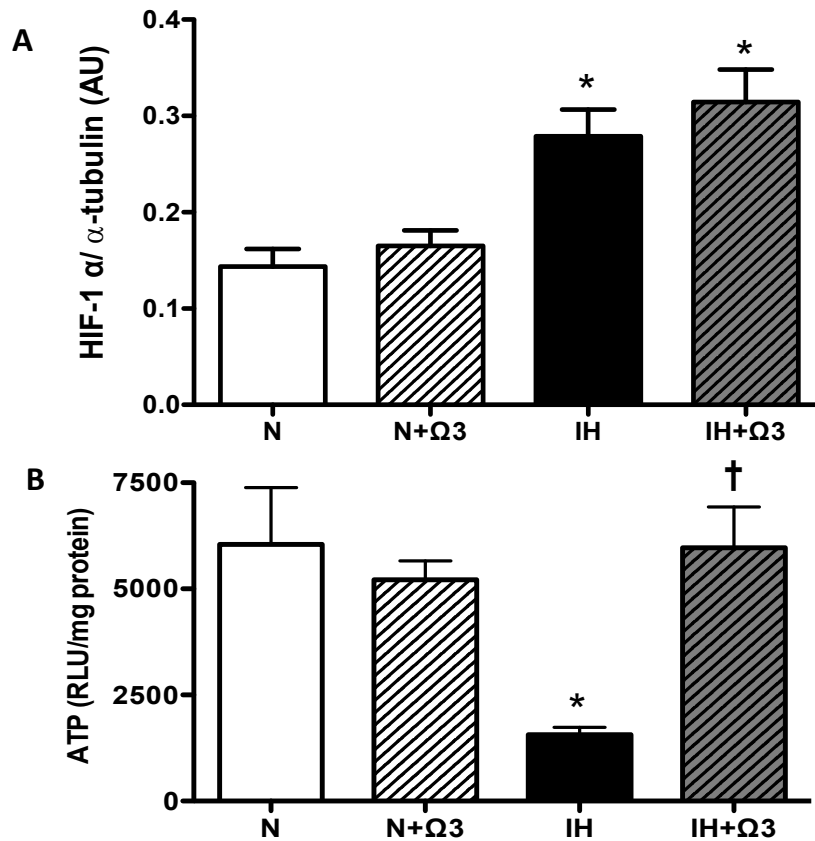 A
HIF-1 α/ α-tubulin (AU)
0.4
0.3
0.2
0.1
0.0
* *
N N+Ω3 IH IH+Ω3
B
ATP (RLU/mg protein)
7500
5000
2500
0
†
*
N N+Ω3 IH IH+Ω3